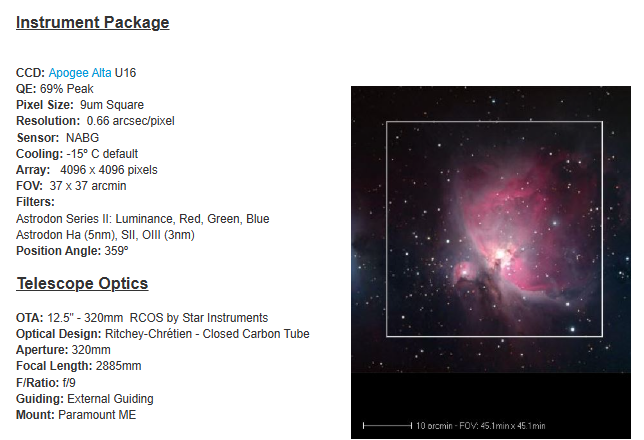 Instrument Package
CCD: Apogee Alta U16
QE: 69% Peak
Pixel Size: 9um Square
Resolution: 0.66 arcsec/pixel
Sensor: NABG
Cooling: -15º C default
Array: 4096 x 4096 pixels
FOV: 37 x 37 arcmin
Filters:
Astrodon Series II: Luminance, Red, Green, Blue
Astrodon Ha (5nm), SII, OIII (3nm)
Position Angle: 359º
Telescope Optics
OTA: 12.5" - 320mm RCOS by Star Instruments
Optical Design: Ritchey-Chrétien - Closed Carbon Tube
Aperture: 320mm
Focal Length: 2885mm
F/Ratio: f/9
Guiding: External Guiding
Mount: Paramount ME
10 arcmin - FOV: 45.1min x 45.1min